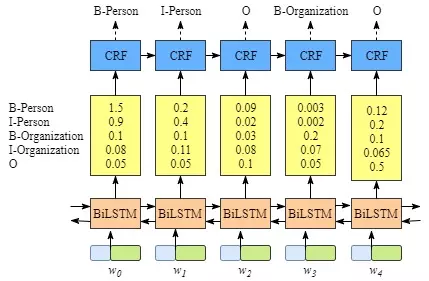 B-Person I-Person O B-Organization O
CRF CRF CRF CRF CRF
B-Person 1.5 0.2 0.09 0.003 0.12
I-Person 0.9 0.4 0.02 0.002 0.2
B-Organization 0.1 0.1 0.03 0.2 0.1
I-Organization 0.08 0.11 0.08 0.07 0.065
O 0.05 0.05 0.1 0.05 0.5
BiLSTM BiLSTM BiLSTM BiLSTM BiLSTM
w0 w1 w2 w3 w4